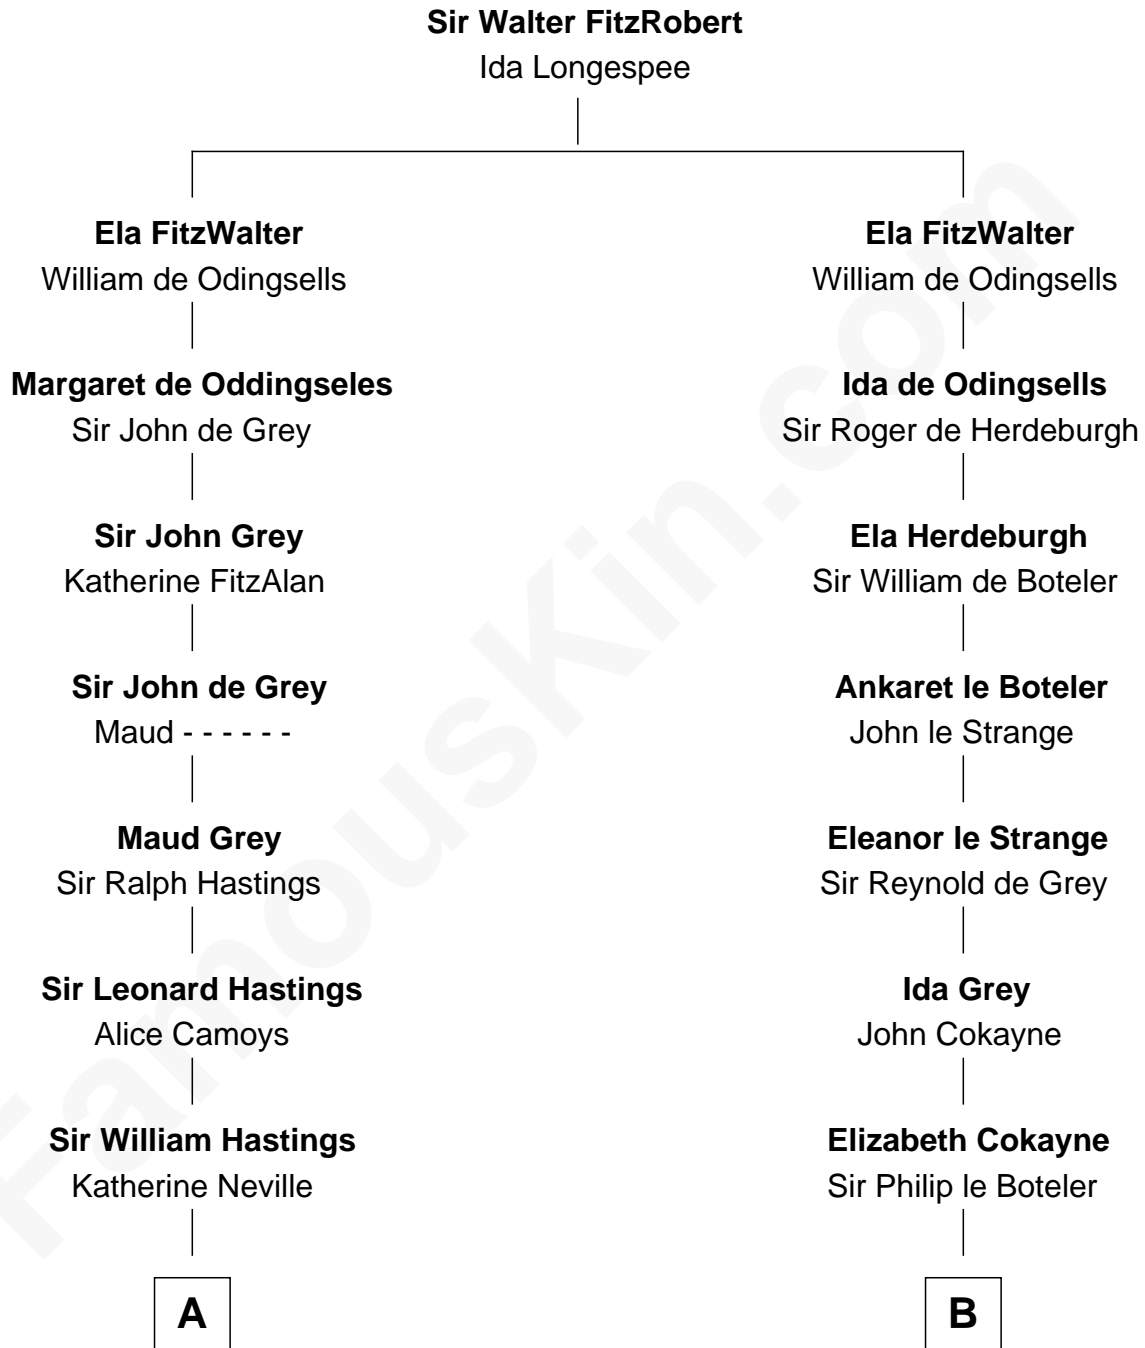 Sir Walter FitzRobert
Ida Longespee
Ela FitzWalter
William de Odingsells
Margaret de Oddingseles
Sir John de Grey
Sir John Grey
Katherine FitzAlan
Sir John de Grey
Maud - - - - - -
Maud Grey
Sir Ralph Hastings
Sir Leonard Hastings
Alice Camoys
Sir William Hastings
Katherine Neville
A
Ela FitzWalter
William de Odingsells
Ida de Odingsells
Sir Roger de Herdeburgh
Ela Herdeburgh
Sir William de Boteler
Ankaret le Boteler
John le Strange
Eleanor le Strange
Sir Reynold de Grey
Ida Grey
John Cokayne
Elizabeth Cokayne
Sir Philip le Boteler
B
FamousKin.com